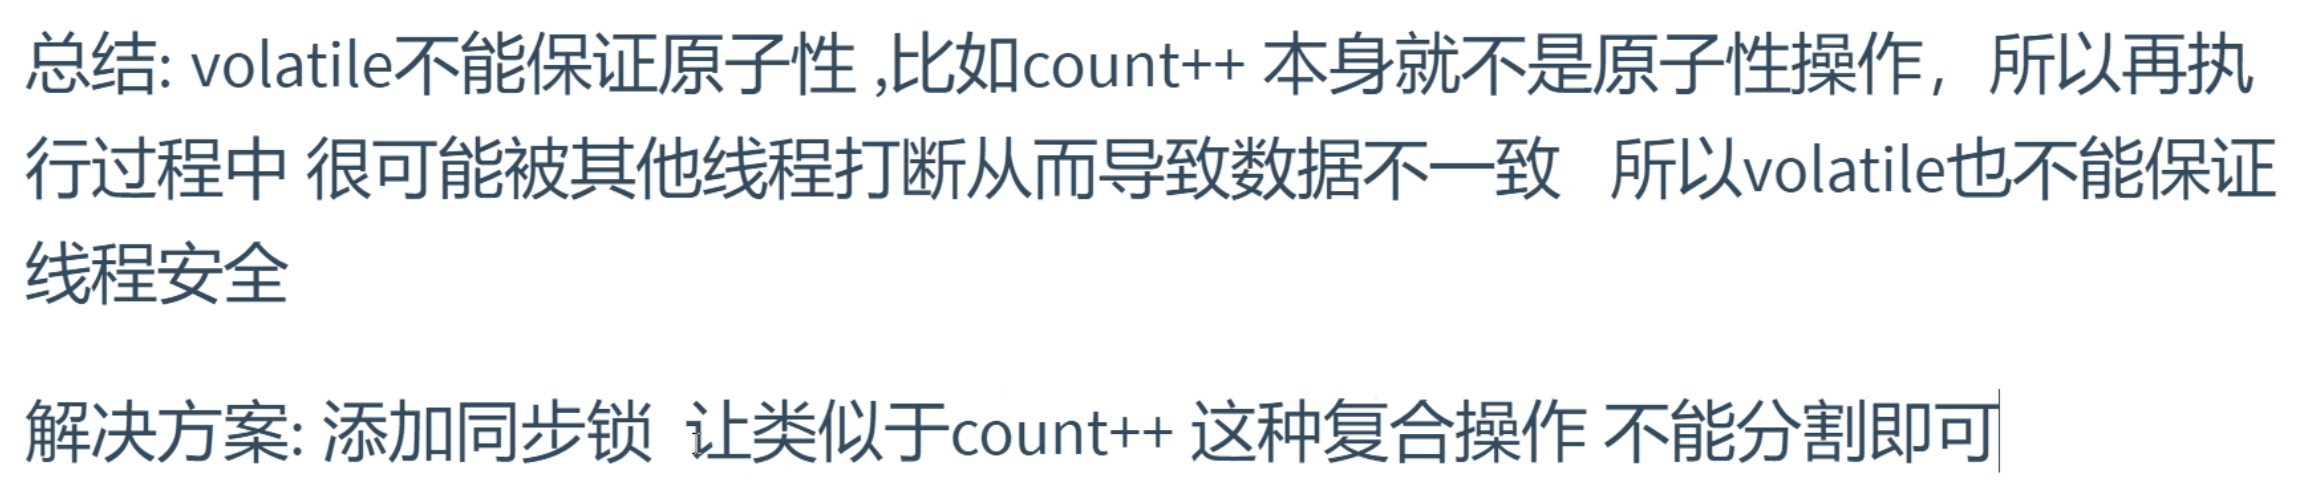 总结: volatile不能保证原子性 ,比如count++ 本身就不是原子性操作，所以再执
行过程中 很可能被其他线程打断从而导致数据不一致   所以volatile也不能保证
线程安全
解决方案: 添加同步锁  让类似于count++ 这种复合操作 不能分割即可